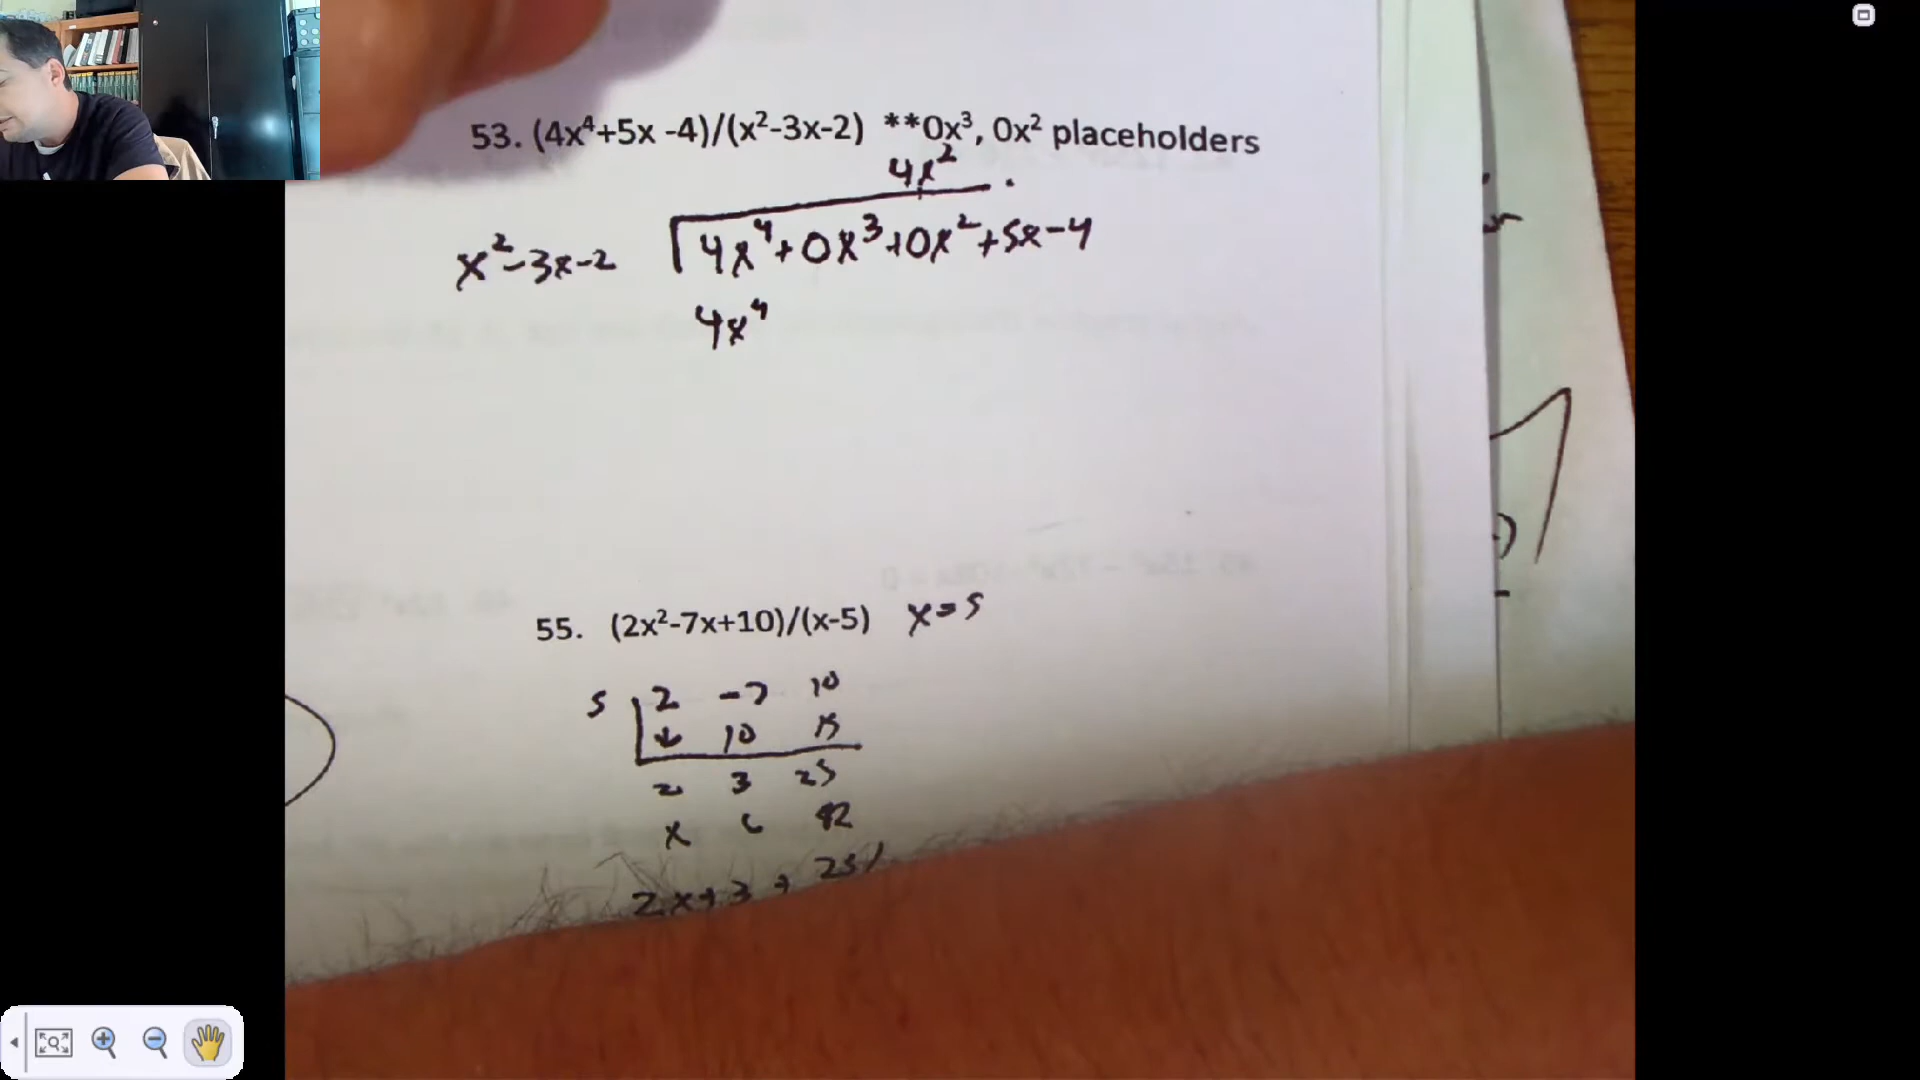 53. (4x⁴+5x -4)/(x²-3x-2) **0x³, 0x² placeholders
4x²
x²-3x-2 4x⁴+0x³+0x²+5x-4
4x⁴
55. (2x²-7x+10)/(x-5) x=5
5 2 -7 10
↓ 10 15
2 3 25
x c R
2x+3 + 25/